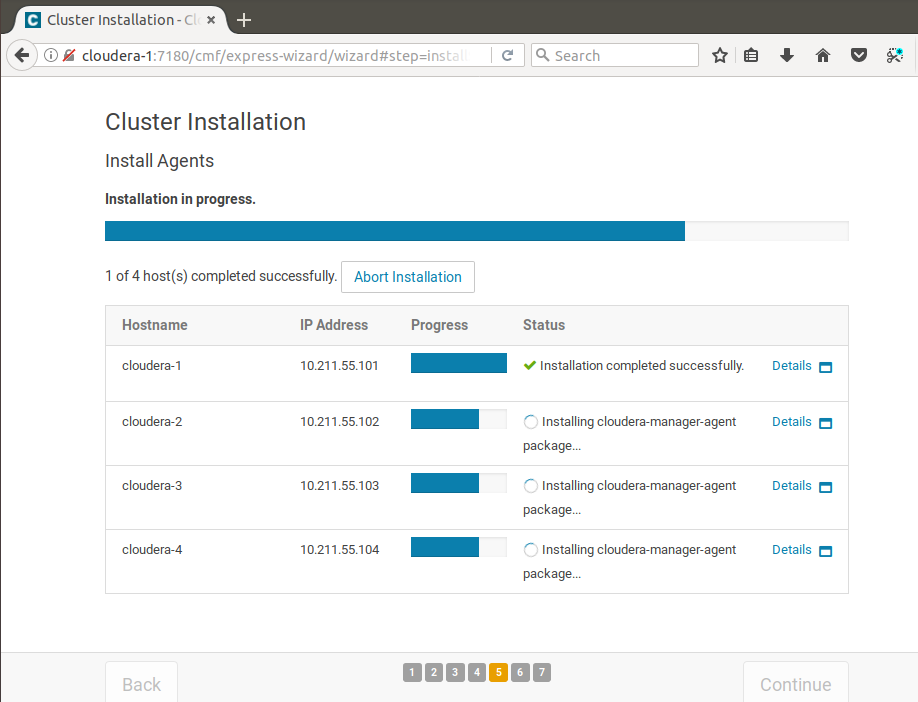 Cluster Installation - Cl
cloudera-1:7180/cmf/express-wizard/wizard#step=install
Search
Cluster Installation
Install Agents
Installation in progress.
1 of 4 host(s) completed successfully. Abort Installation
Hostname IP Address Progress Status
cloudera-1 10.211.55.101 Installation completed successfully. Details
cloudera-2 10.211.55.102 Installing cloudera-manager-agent Details
package...
cloudera-3 10.211.55.103 Installing cloudera-manager-agent Details
package...
cloudera-4 10.211.55.104 Installing cloudera-manager-agent Details
package...
Back 1 2 3 4 5 6 7 Continue